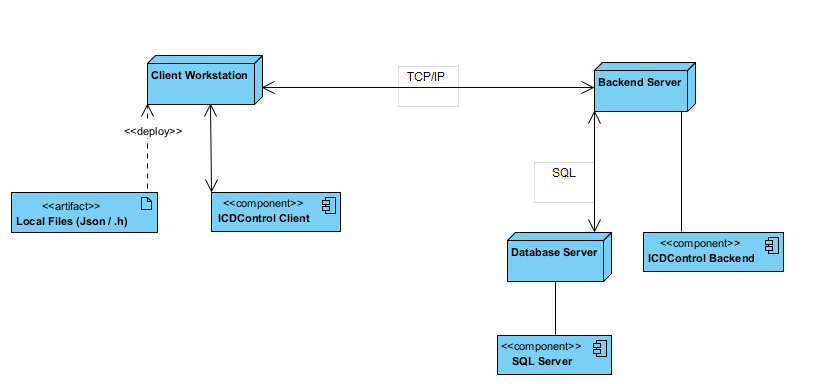 Client Workstation
TCP/IP
Backend Server
<<deploy>>
SQL
<<artifact>>
Local Files (Json / .h)
<<component>>
ICDControl Client
Database Server
<<component>>
ICDControl Backend
<<component>>
SQL Server